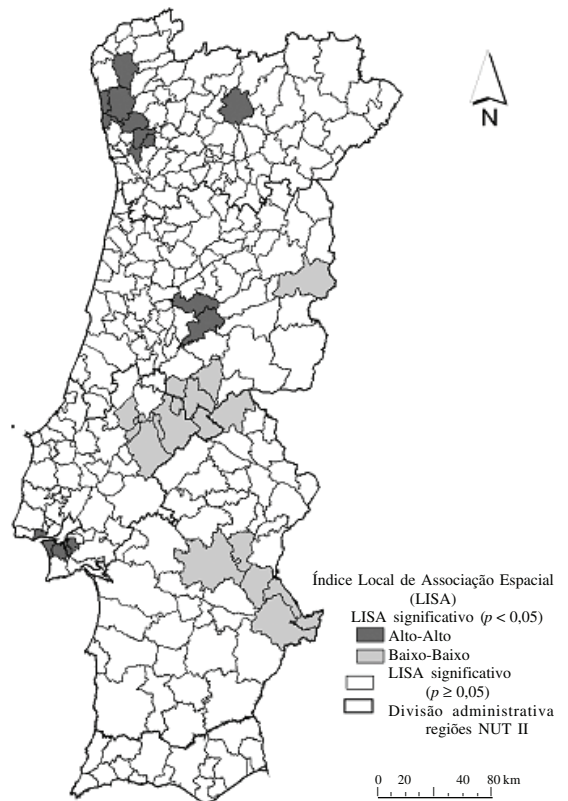 N
Índice Local de Associação Espacial
(LISA)
LISA significativo (p < 0,05)
Alto-Alto
Baixo-Baixo
LISA significativo
(p ≥ 0,05)
Divisão administrativa
regiões NUT II
0 20 40 80 km